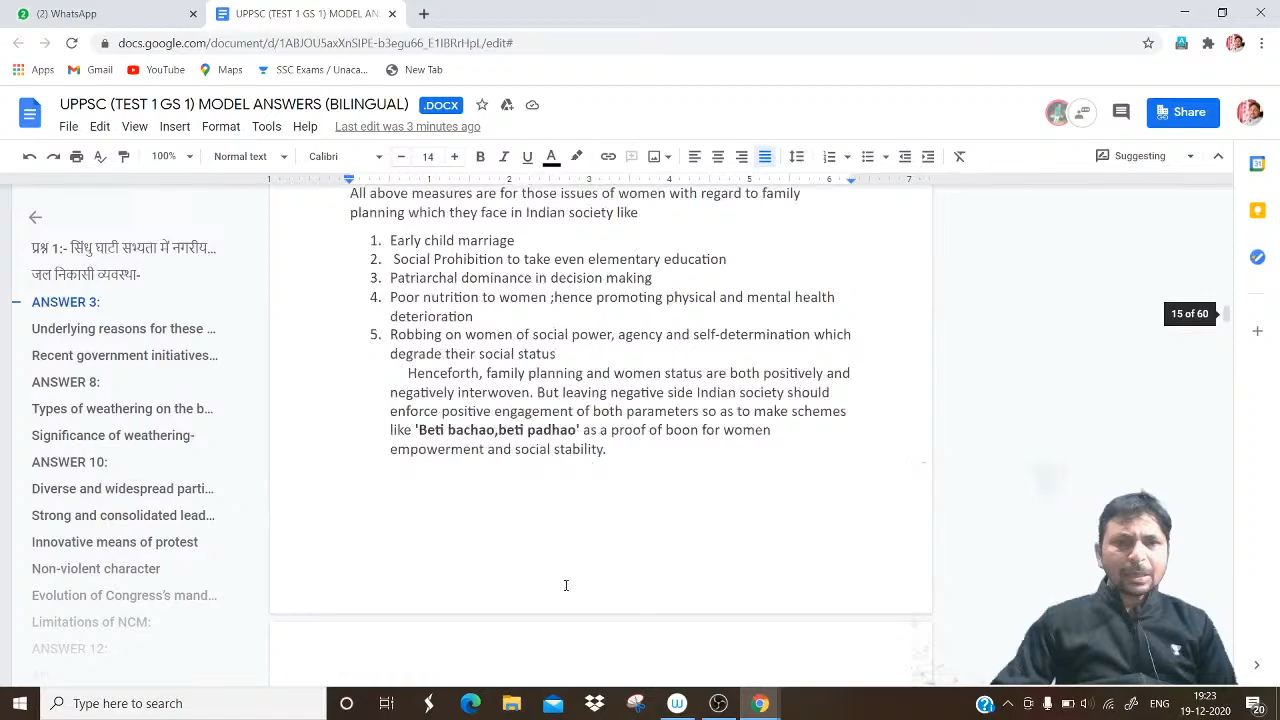 (2) WhatsApp
UPPSC (TEST 1 GS 1) MODEL AN
docs.google.com/document/d/1ABJOU5axXnSIPE-b3egu66_E1IBRrHpL/edit#
Apps Gmail YouTube Maps SSC Exams / Unaca... New Tab
UPPSC (TEST 1 GS 1) MODEL ANSWERS (BILINGUAL) .DOCX
Share
File Edit View Insert Format Tools Help Last edit was 3 minutes ago
100% Normal text Calibri 14 Suggesting
1 1 2 3 4 5 6 7
All above measures are for those issues of women with regard to family
planning which they face in Indian society like
1. Early child marriage
2. Social Prohibition to take even elementary education
3. Patriarchal dominance in decision making
4. Poor nutrition to women ;hence promoting physical and mental health
deterioration
5. Robbing on women of social power, agency and self-determination which
degrade their social status
Henceforth, family planning and women status are both positively and
negatively interwoven. But leaving negative side Indian society should
enforce positive engagement of both parameters so as to make schemes
like 'Beti bachao,beti padhao' as a proof of boon for women
empowerment and social stability.
प्रश्न 1:- सिंधु घाटी सभ्यता में नगरीय...
जल निकासी व्यवस्था-
ANSWER 3:
Underlying reasons for these ...
Recent government initiatives...
ANSWER 8:
Types of weathering on the b...
Significance of weathering-
ANSWER 10:
Diverse and widespread parti...
Strong and consolidated lead...
Innovative means of protest
Non-violent character
Evolution of Congress's mand...
Limitations of NCM:
ANSWER 12:
15 of 60
Type here to search
ENG
19:23
19-12-2020
20